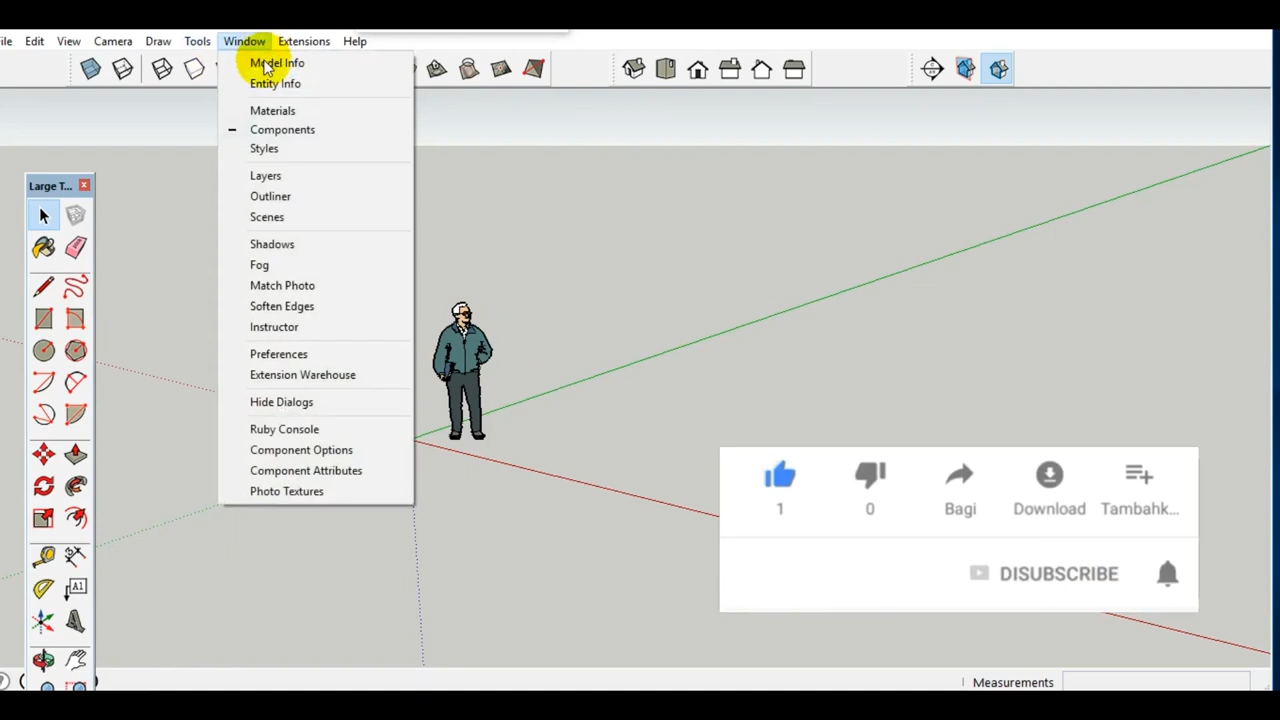 ile Edit View Camera Draw Tools Window Extensions Help
Model Info
Entity Info
Materials
Components
Styles
Layers
Outliner
Scenes
Shadows
Fog
Match Photo
Soften Edges
Instructor
Preferences
Extension Warehouse
Hide Dialogs
Ruby Console
Component Options
Component Attributes
Photo Textures
Large T...
A1
1 0 Bagi Download Tambahk...
DISUBSCRIBE
Measurements